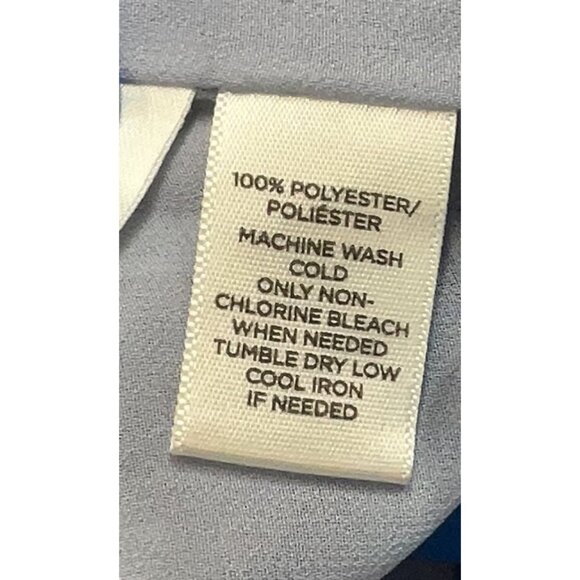 100% POLYESTER/
POLIÉSTER
MACHINE WASH
COLD
ONLY NON-
CHLORINE BLEACH
WHEN NEEDED
TUMBLE DRY LOW
COOL IRON
IF NEEDED